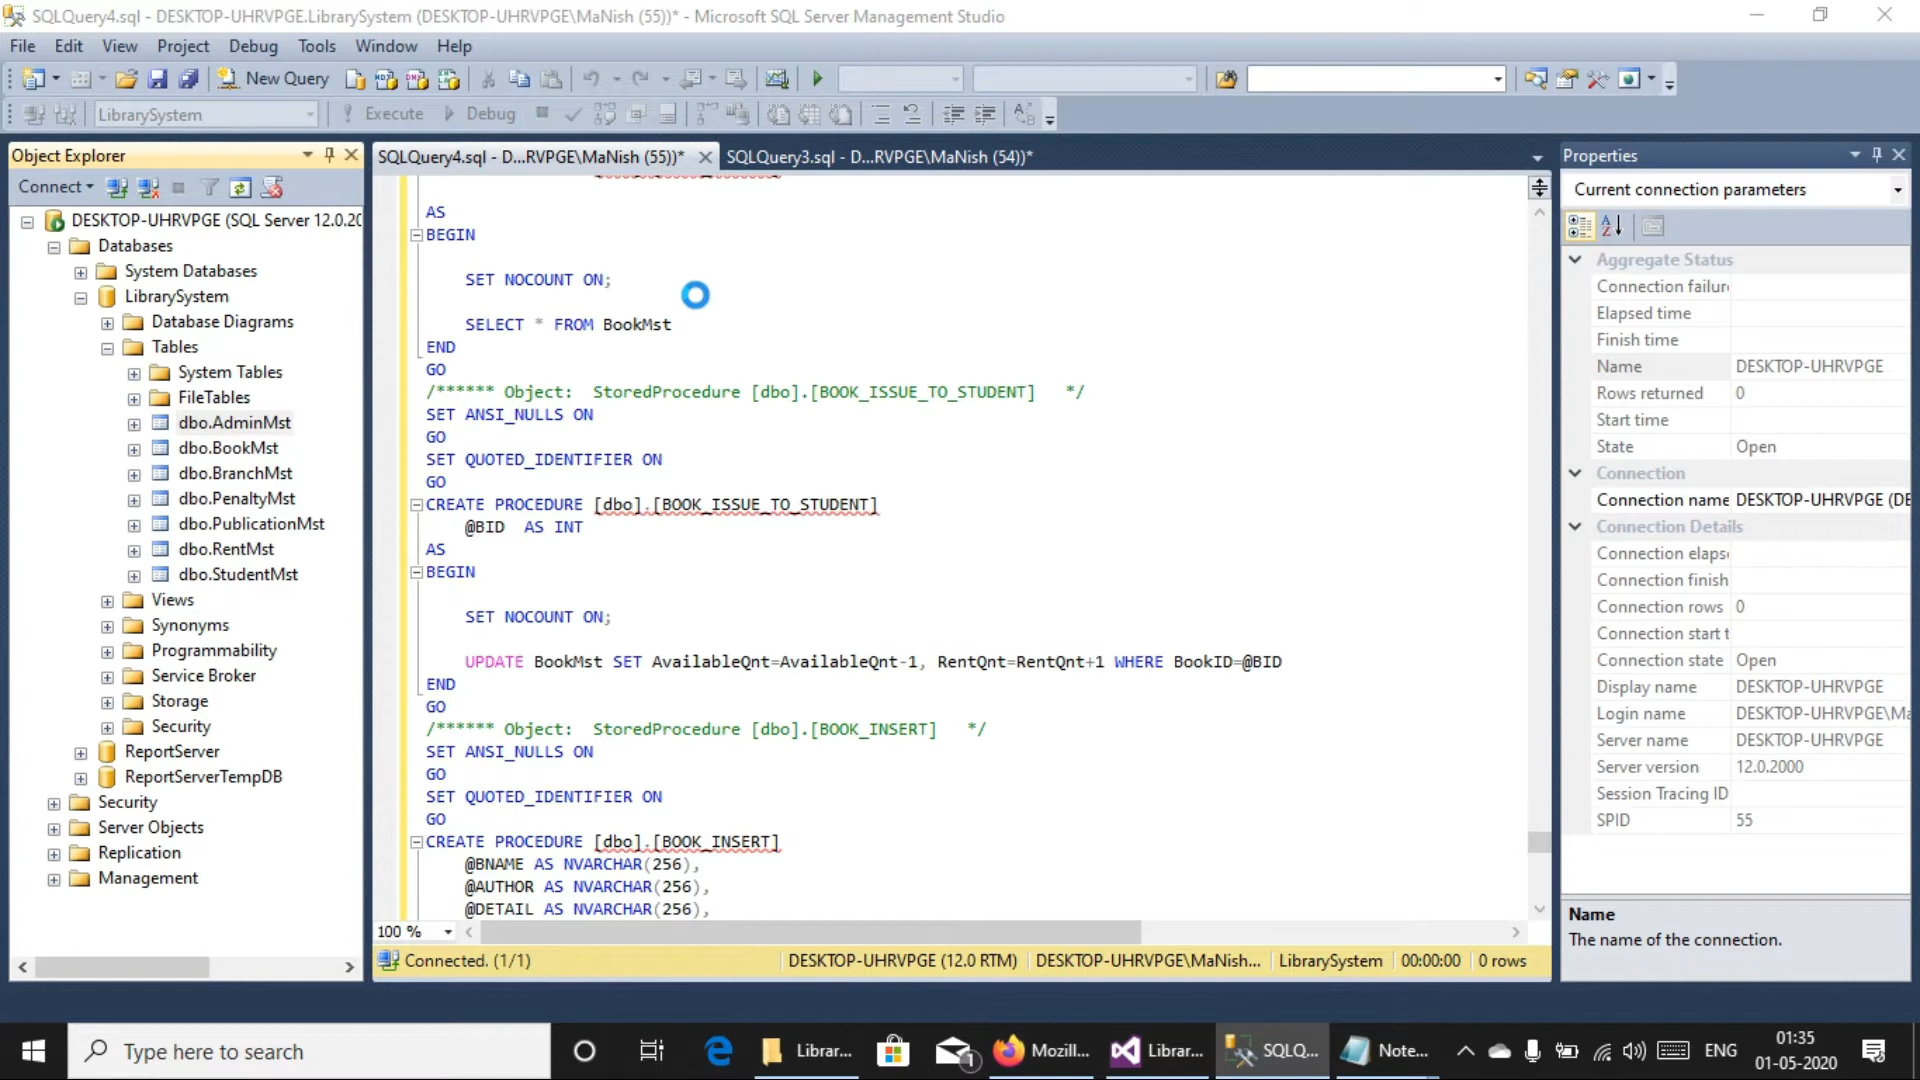 SQLQuery4.sql - DESKTOP-UHRVPGE.LibrarySystem (DESKTOP-UHRVPGE\MaNish (55))* - Microsoft SQL Server Management Studio
File Edit View Project Debug Tools Window Help
New Query
LibrarySystem Execute Debug
Object Explorer
Connect
DESKTOP-UHRVPGE (SQL Server 12.0.20
Databases
System Databases
LibrarySystem
Database Diagrams
Tables
System Tables
FileTables
dbo.AdminMst
dbo.BookMst
dbo.BranchMst
dbo.PenaltyMst
dbo.PublicationMst
dbo.RentMst
dbo.StudentMst
Views
Synonyms
Programmability
Service Broker
Storage
Security
ReportServer
ReportServerTempDB
Security
Server Objects
Replication
Management
SQLQuery4.sql - D...RVPGE\MaNish (55))* SQLQuery3.sql - D...RVPGE\MaNish (54))*
AS
BEGIN
SET NOCOUNT ON;
SELECT * FROM BookMst
END
GO
/****** Object:  StoredProcedure [dbo].[BOOK_ISSUE_TO_STUDENT]   */
SET ANSI_NULLS ON
GO
SET QUOTED_IDENTIFIER ON
GO
CREATE PROCEDURE [dbo].[BOOK_ISSUE_TO_STUDENT]
@BID  AS INT
AS
BEGIN
SET NOCOUNT ON;
UPDATE BookMst SET AvailableQnt=AvailableQnt-1, RentQnt=RentQnt+1 WHERE BookID=@BID
END
GO
/****** Object:  StoredProcedure [dbo].[BOOK_INSERT]   */
SET ANSI_NULLS ON
GO
SET QUOTED_IDENTIFIER ON
GO
CREATE PROCEDURE [dbo].[BOOK_INSERT]
@BNAME AS NVARCHAR(256),
@AUTHOR AS NVARCHAR(256),
@DETAIL AS NVARCHAR(256),
100 %
Connected. (1/1) DESKTOP-UHRVPGE (12.0 RTM) DESKTOP-UHRVPGE\MaNish... LibrarySystem 00:00:00 0 rows
Properties
Current connection parameters
Aggregate Status
Connection failur
Elapsed time
Finish time
Name DESKTOP-UHRVPGE
Rows returned 0
Start time
State Open
Connection
Connection name DESKTOP-UHRVPGE (DE
Connection Details
Connection elaps
Connection finish
Connection rows 0
Connection start t
Connection state Open
Display name DESKTOP-UHRVPGE
Login name DESKTOP-UHRVPGE\Ma
Server name DESKTOP-UHRVPGE
Server version 12.0.2000
Session Tracing ID
SPID 55
Name
The name of the connection.
Type here to search Librar... 1 Mozill... Librar... SQLQ... Note... ENG 01:35
01-05-2020